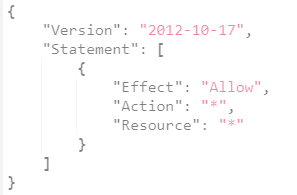 {
    "Version": "2012-10-17",
    "Statement": [
        {
            "Effect": "Allow",
            "Action": "*",
            "Resource": "*"
        }
    ]
}